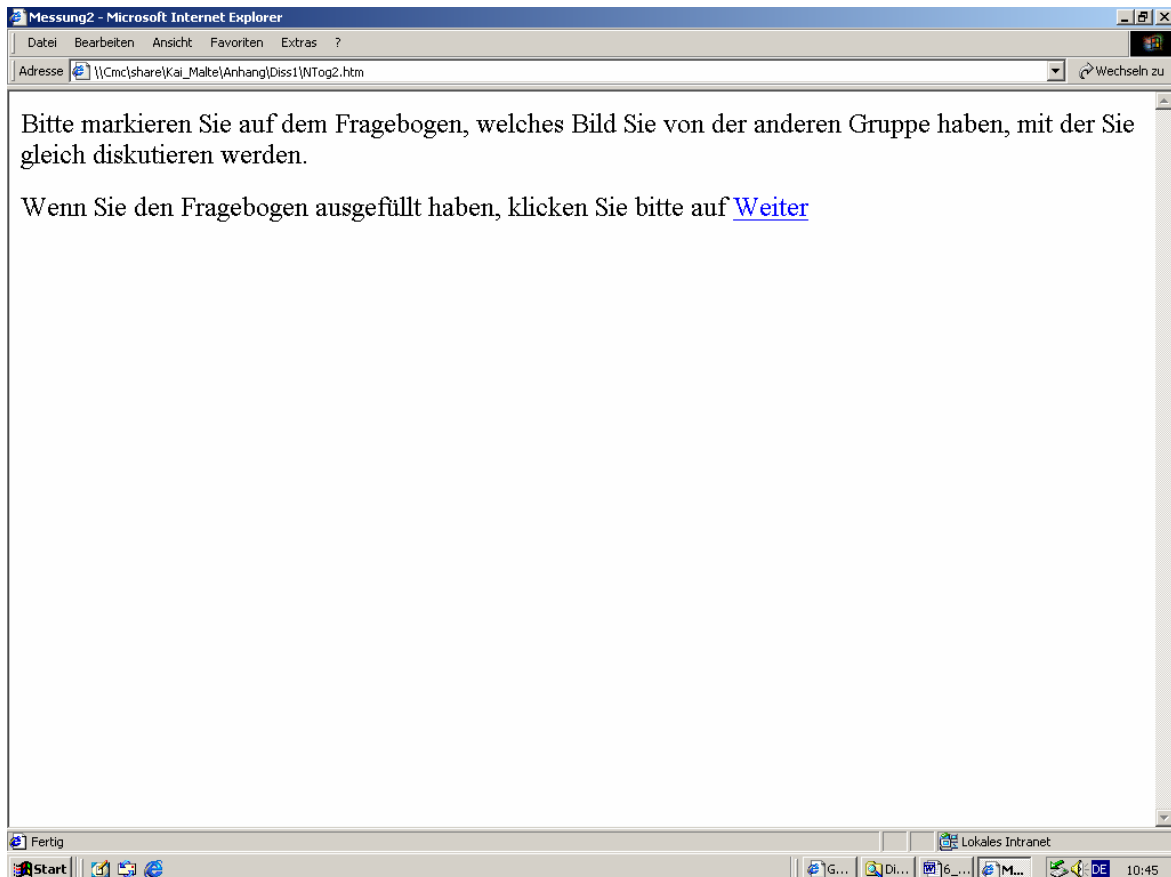 Messung2 - Microsoft Internet Explorer
Datei Bearbeiten Ansicht Favoriten Extras ?
Adresse \\Cmc\share\Kai_Malte\Anhang\Diss1\NTog2.htm Wechseln zu
Bitte markieren Sie auf dem Fragebogen, welches Bild Sie von der anderen Gruppe haben, mit der Sie
gleich diskutieren werden.
Wenn Sie den Fragebogen ausgefüllt haben, klicken Sie bitte auf Weiter
Fertig Lokales Intranet
Start G... Di... 6_... M... DE 10:45